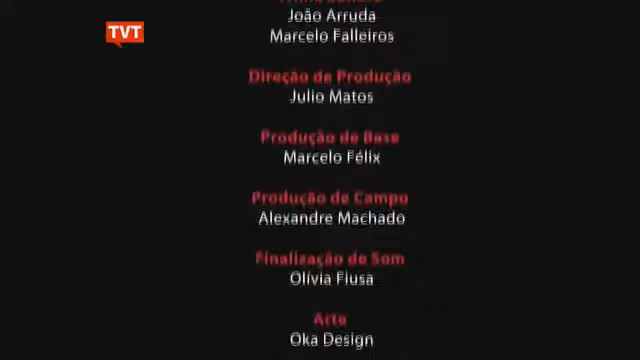 TVT
João Arruda
Marcelo Falleiros
Direção de Produção
Julio Matos
Produção de Base
Marcelo Félix
Produção de Campo
Alexandre Machado
Finalização de Som
Olívia Fiusa
Arte
Oka Design